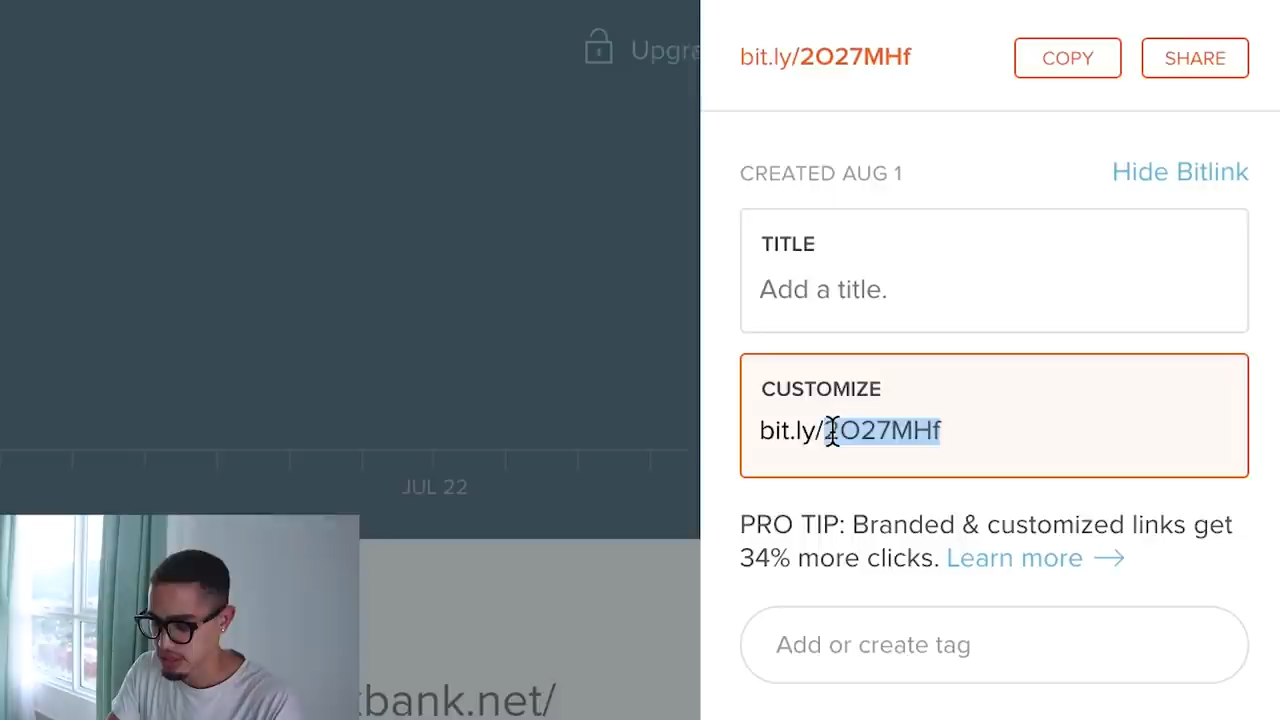 Upgra
bit.ly/2O27MHf
COPY
SHARE
CREATED AUG 1
Hide Bitlink
TITLE
Add a title.
CUSTOMIZE
bit.ly/2O27MHf
JUL 22
PRO TIP: Branded & customized links get
34% more clicks. Learn more →
Add or create tag
kbank.net/